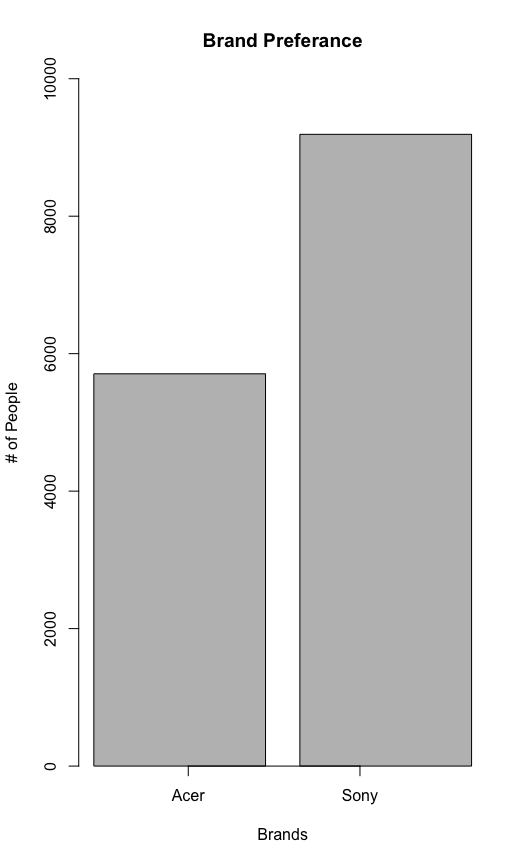 Brand Preferance
10000
8000
6000
4000
2000
0
# of People
Acer
Sony
Brands